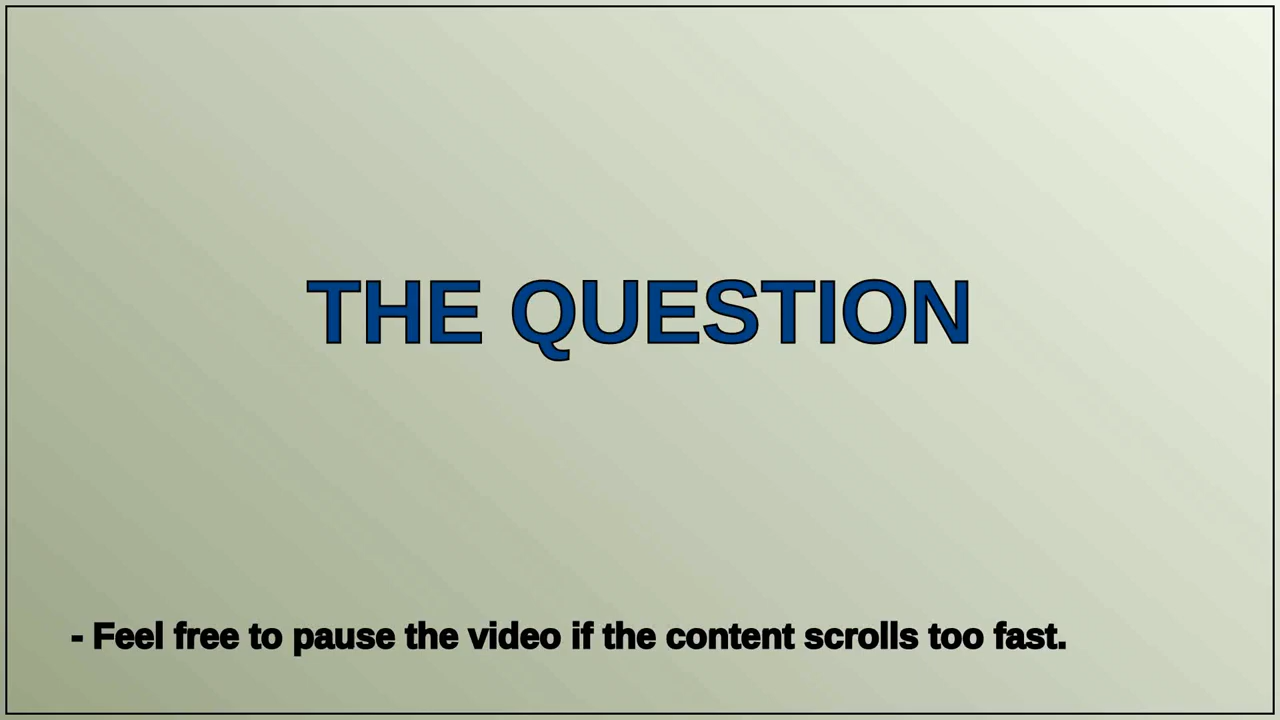 THE QUESTION
- Feel free to pause the video if the content scrolls too fast.